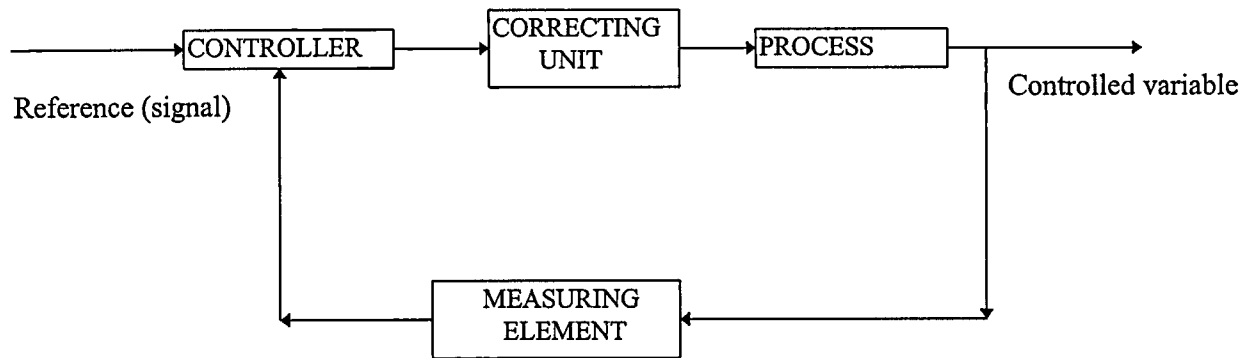 CONTROLLER
CORRECTING
UNIT
PROCESS
Reference (signal)
Controlled variable
MEASURING
ELEMENT